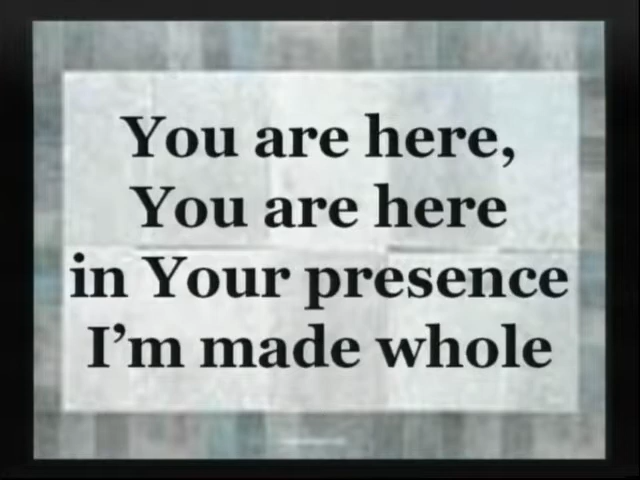 You are here,
You are here
in Your presence
I’m made whole